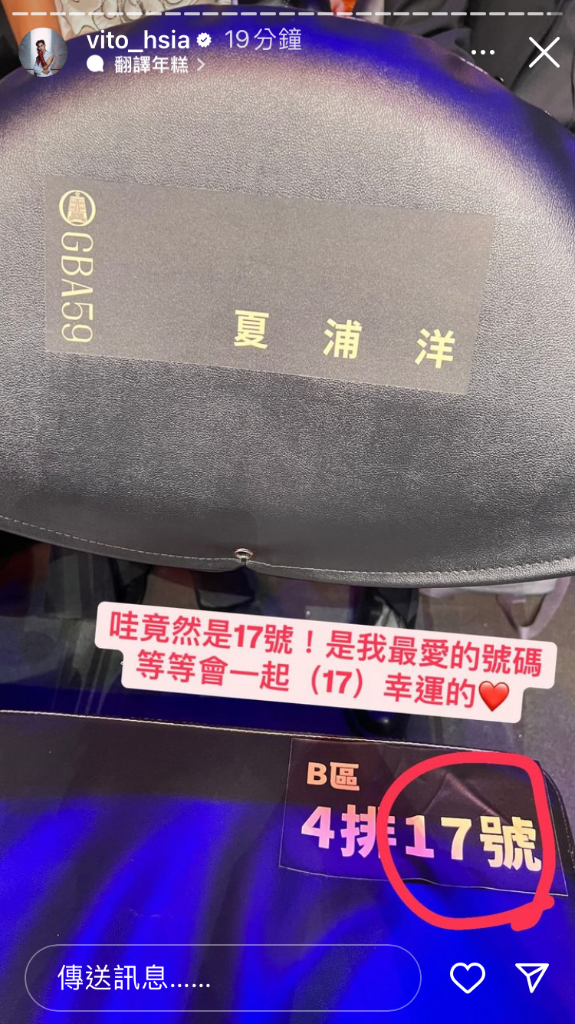 vito_hsia 19分鐘
翻譯年糕 >
GBA59
夏浦洋
哇竟然是17號！是我最愛的號碼
等等會一起（17）幸運的❤️
B區
4排17號
傳送訊息......